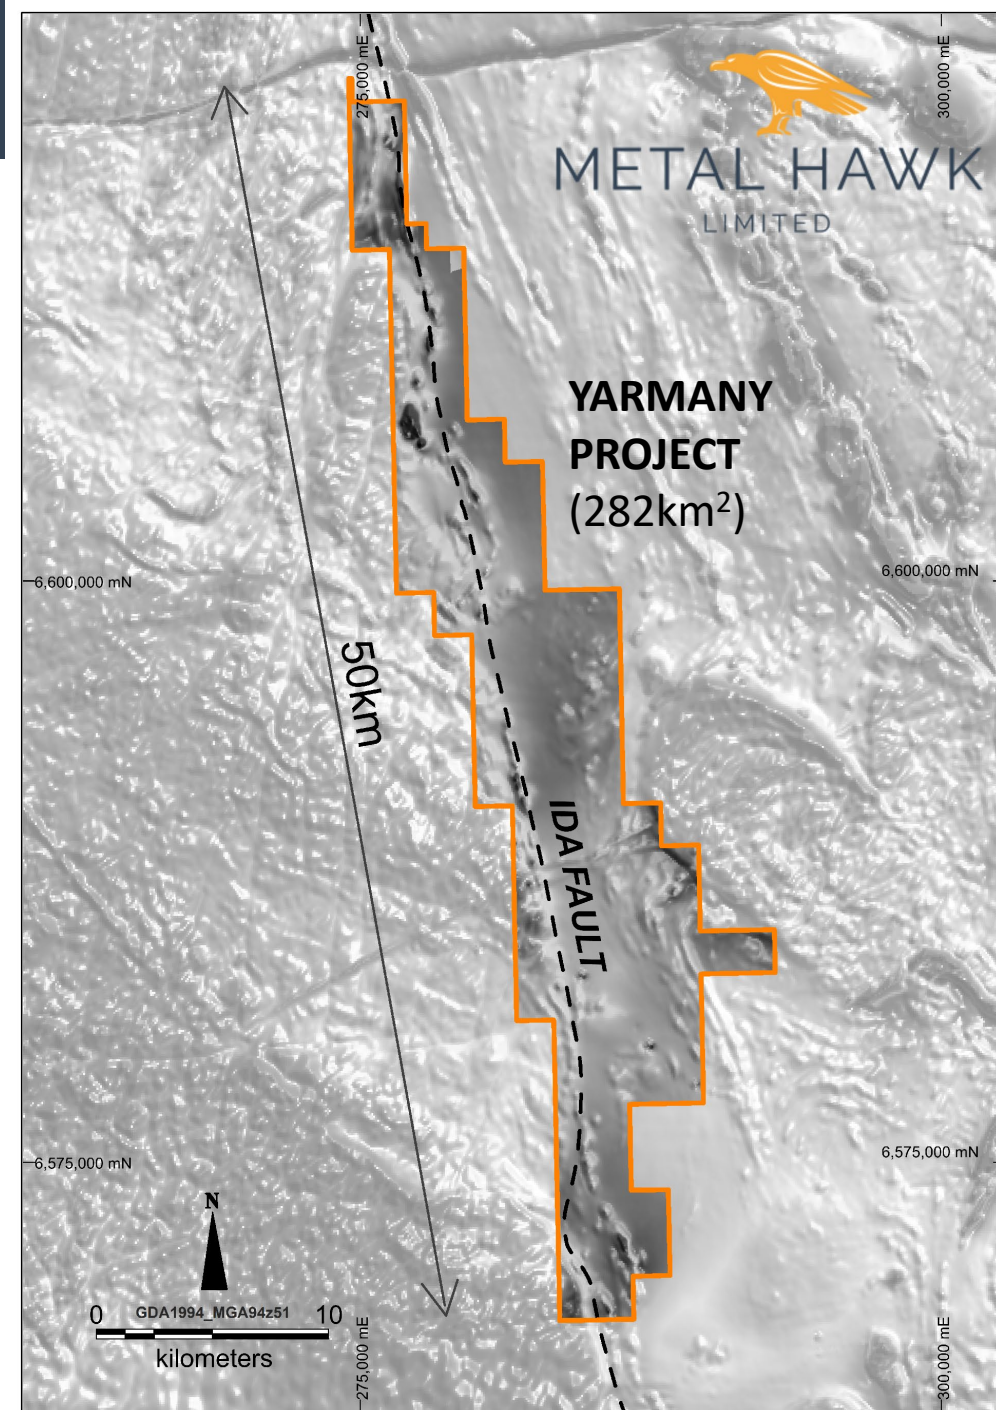 275,000 mE
300,000 mE
METAL HAWK
LIMITED
YARMANY
PROJECT
(282km²)
6,600,000 mN
6,600,000 mN
50km
IDA FAULT
6,575,000 mN
6,575,000 mN
N
0 GDA1994_MGA94z51 10
kilometers
275,000 mE
300,000 mE